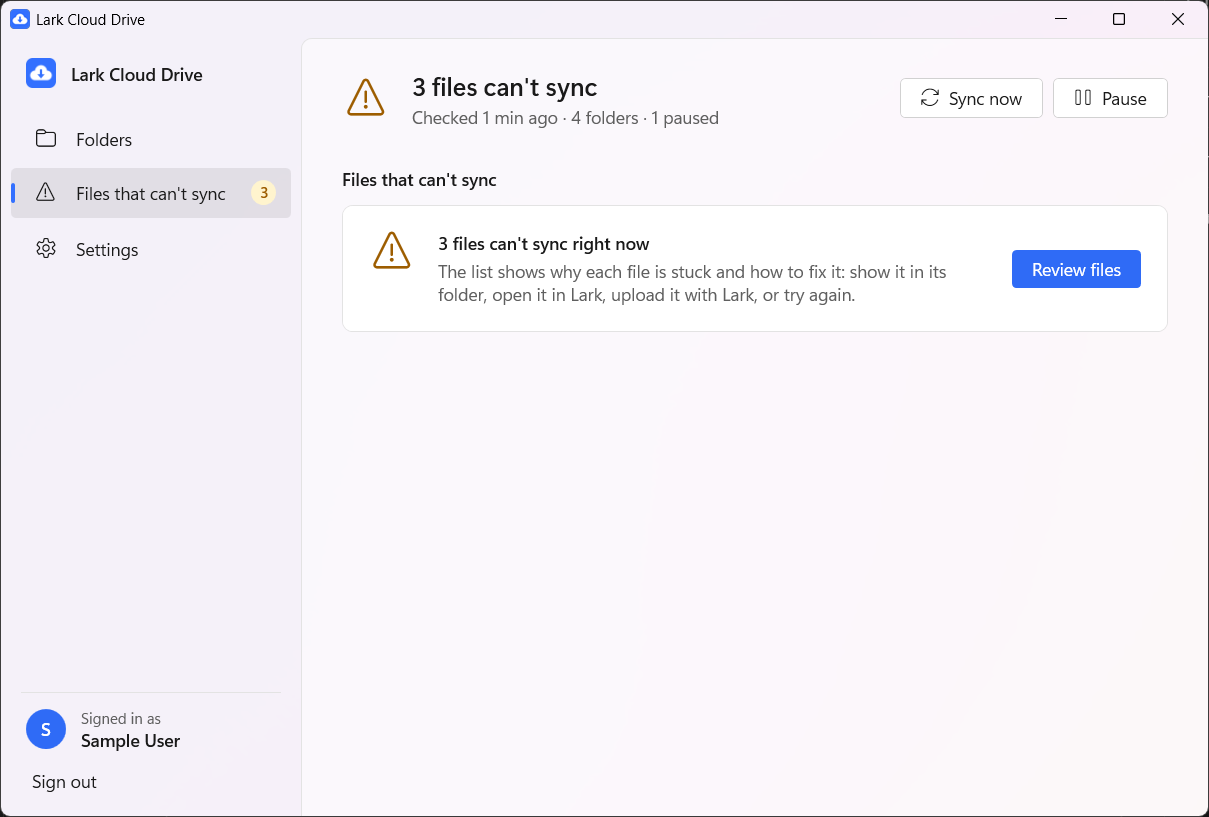 Lark Cloud Drive
Lark Cloud Drive
Folders
Files that can't sync 3
Settings
Signed in as
S
Sample User
Sign out
3 files can't sync
Checked 1 min ago · 4 folders · 1 paused
Sync now
Pause
Files that can't sync
3 files can't sync right now
The list shows why each file is stuck and how to fix it: show it in its
folder, open it in Lark, upload it with Lark, or try again.
Review files